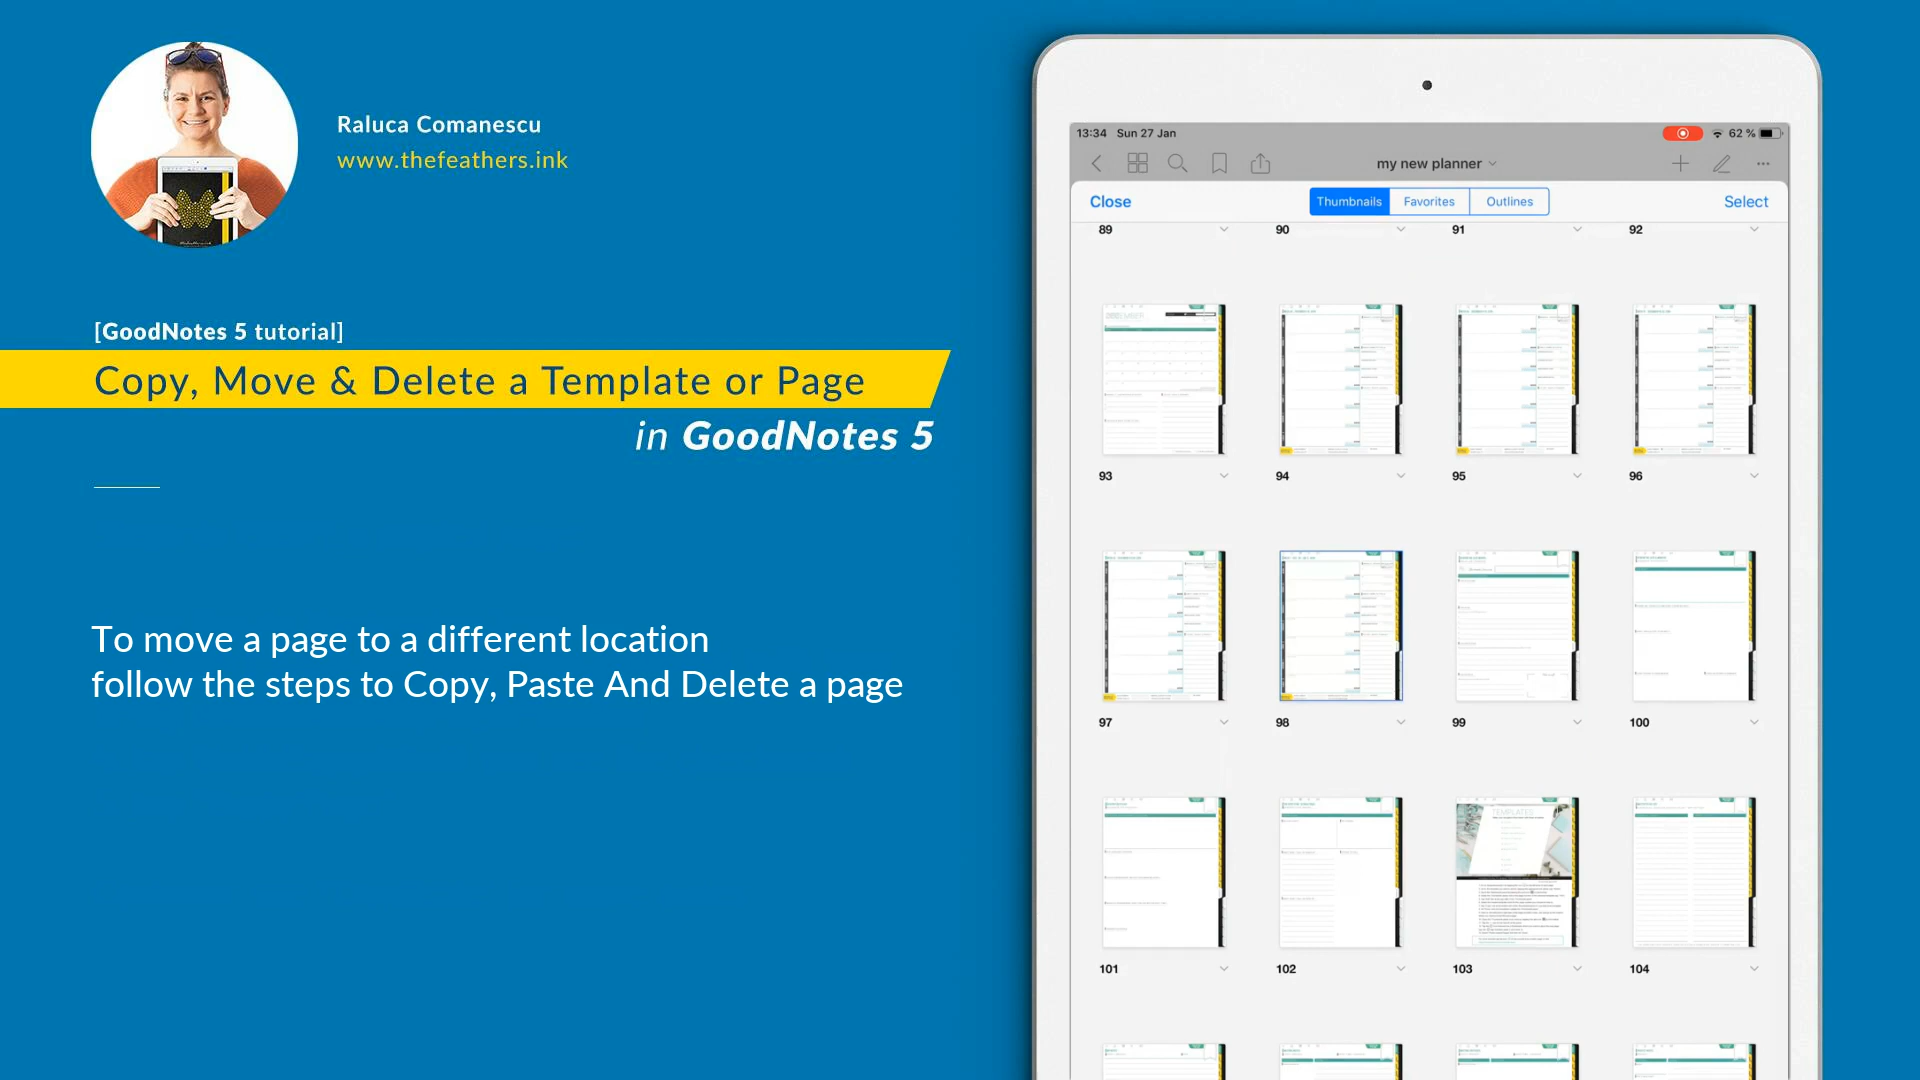 Raluca Comanescu
www.thefeathers.ink
[GoodNotes 5 tutorial]
Copy, Move & Delete a Template or Page
in GoodNotes 5
To move a page to a different location
follow the steps to Copy, Paste And Delete a page
13:34 Sun 27 Jan 62 %
my new planner
Close Thumbnails Favorites Outlines Select
89 90 91 92
93 94 95 96
97 98 99 100
TEMPLATES
101 102 103 104